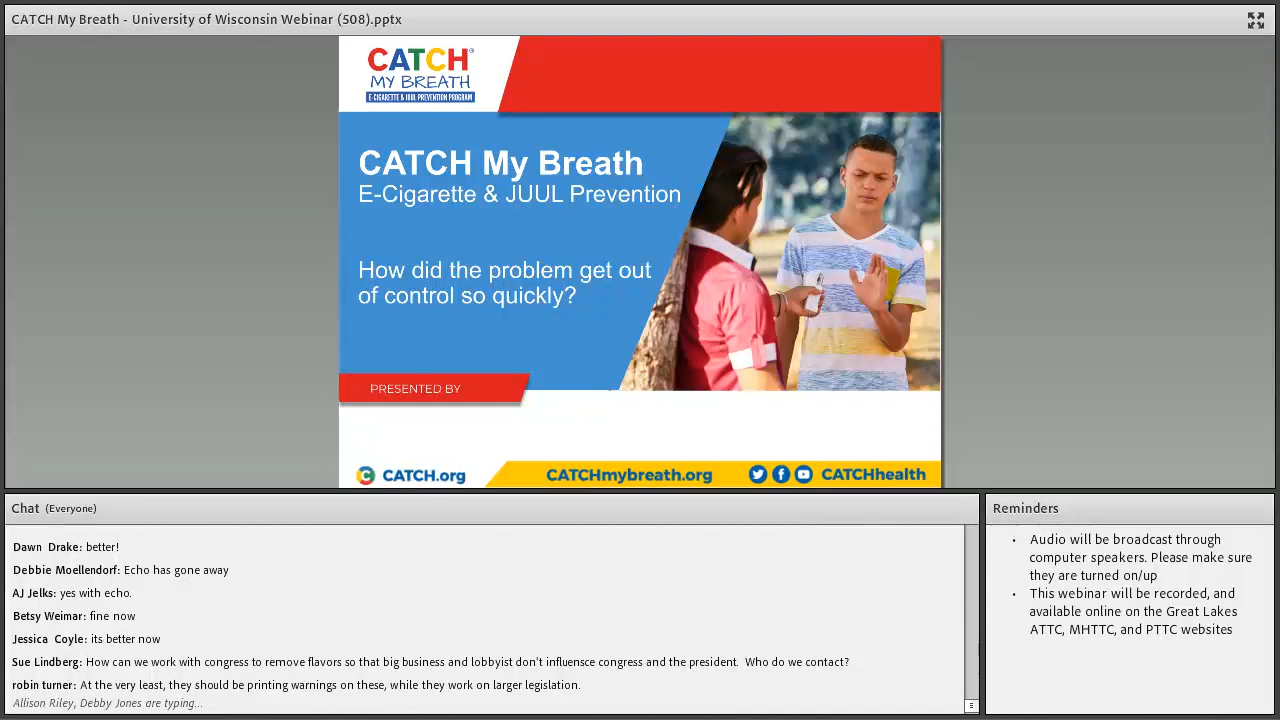 CATCH My Breath - University of Wisconsin Webinar (508).pptx
CATCH®
MY BREATH
E-CIGARETTE & JUUL PREVENTION PROGRAM
CATCH My Breath
E-Cigarette & JUUL Prevention
How did the problem get out
of control so quickly?
PRESENTED BY
CATCH.org
CATCHmybreath.org
CATCHhealth
Chat (Everyone)
Dawn Drake: better!
Debbie Moellendorf: Echo has gone away
AJ Jelks: yes with echo.
Betsy Weimar: fine now
Jessica Coyle: its better now
Sue Lindberg: How can we work with congress to remove flavors so that big business and lobbyist don't influensce congress and the president. Who do we contact?
robin turner: At the very least, they should be printing warnings on these, while they work on larger legislation.
Allison Riley, Debby Jones are typing...
Reminders
• Audio will be broadcast through
computer speakers. Please make sure
they are turned on/up
• This webinar will be recorded, and
available online on the Great Lakes
ATTC, MHTTC, and PTTC websites